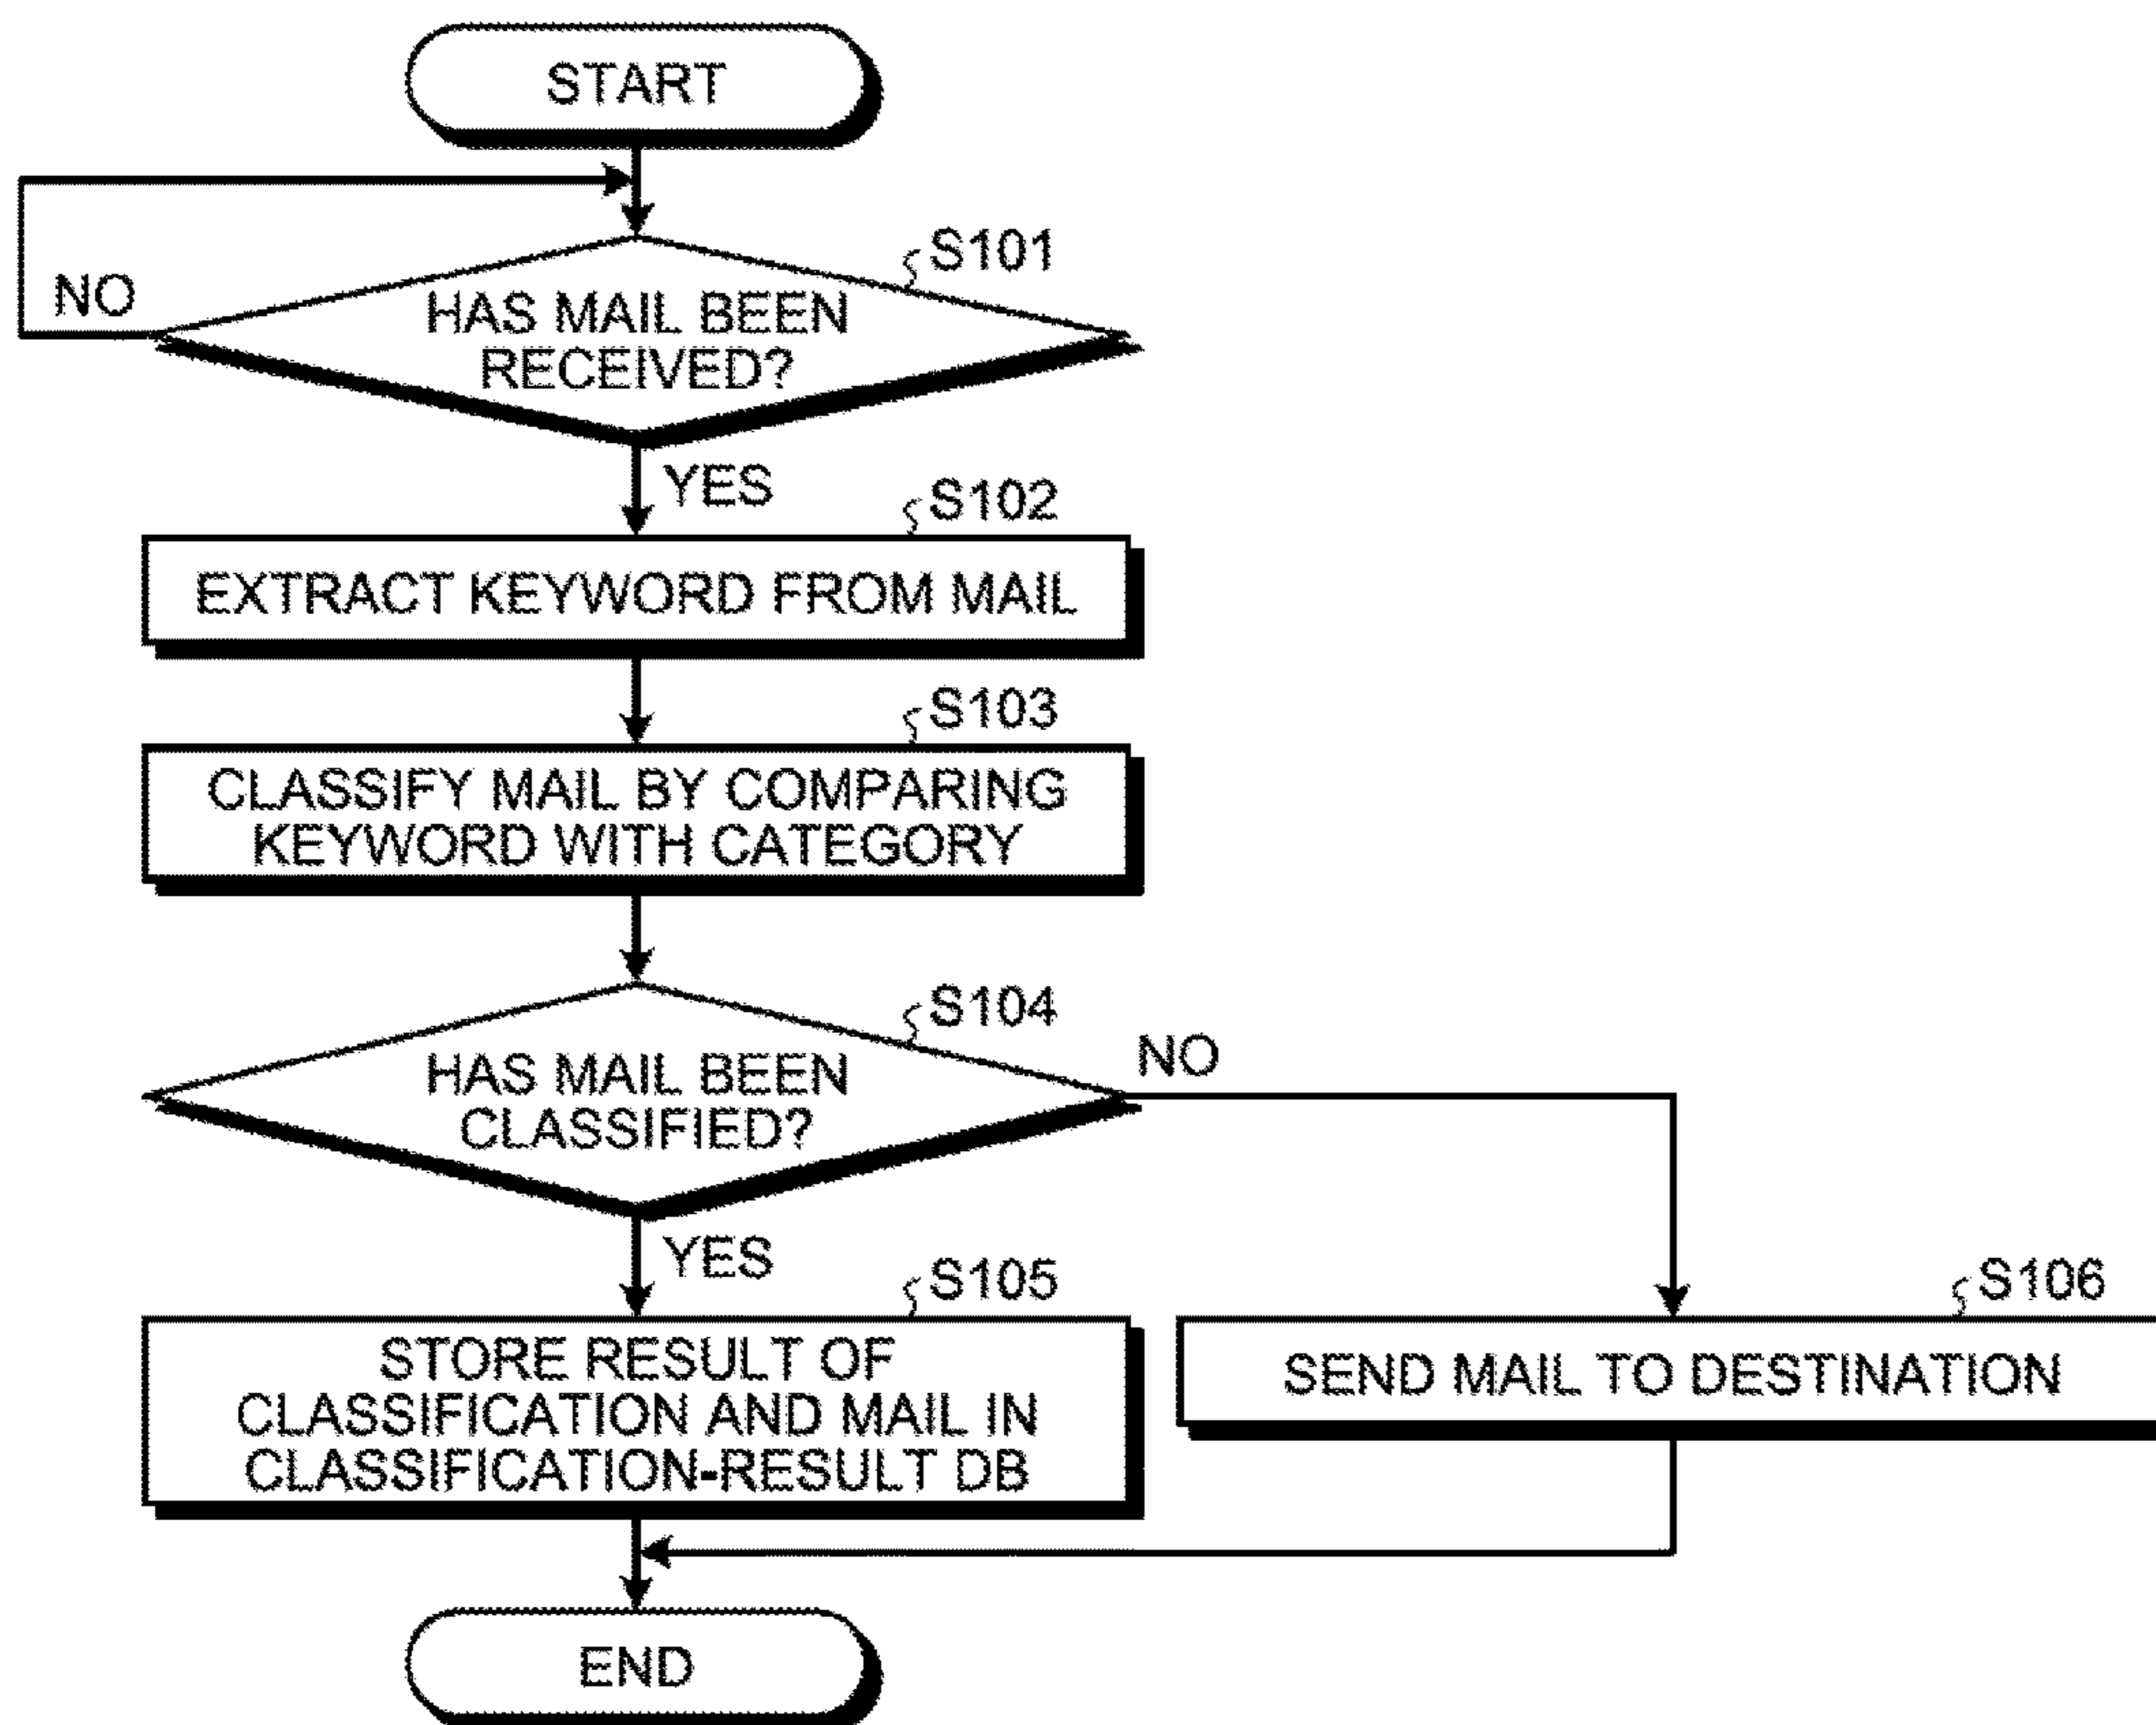 START
S101
NO
HAS MAIL BEEN
RECEIVED?
YES
S102
EXTRACT KEYWORD FROM MAIL
S103
CLASSIFY MAIL BY COMPARING
KEYWORD WITH CATEGORY
S104
NO
HAS MAIL BEEN
CLASSIFIED?
YES
S105
STORE RESULT OF
CLASSIFICATION AND MAIL IN
CLASSIFICATION-RESULT DB
S106
SEND MAIL TO DESTINATION
END